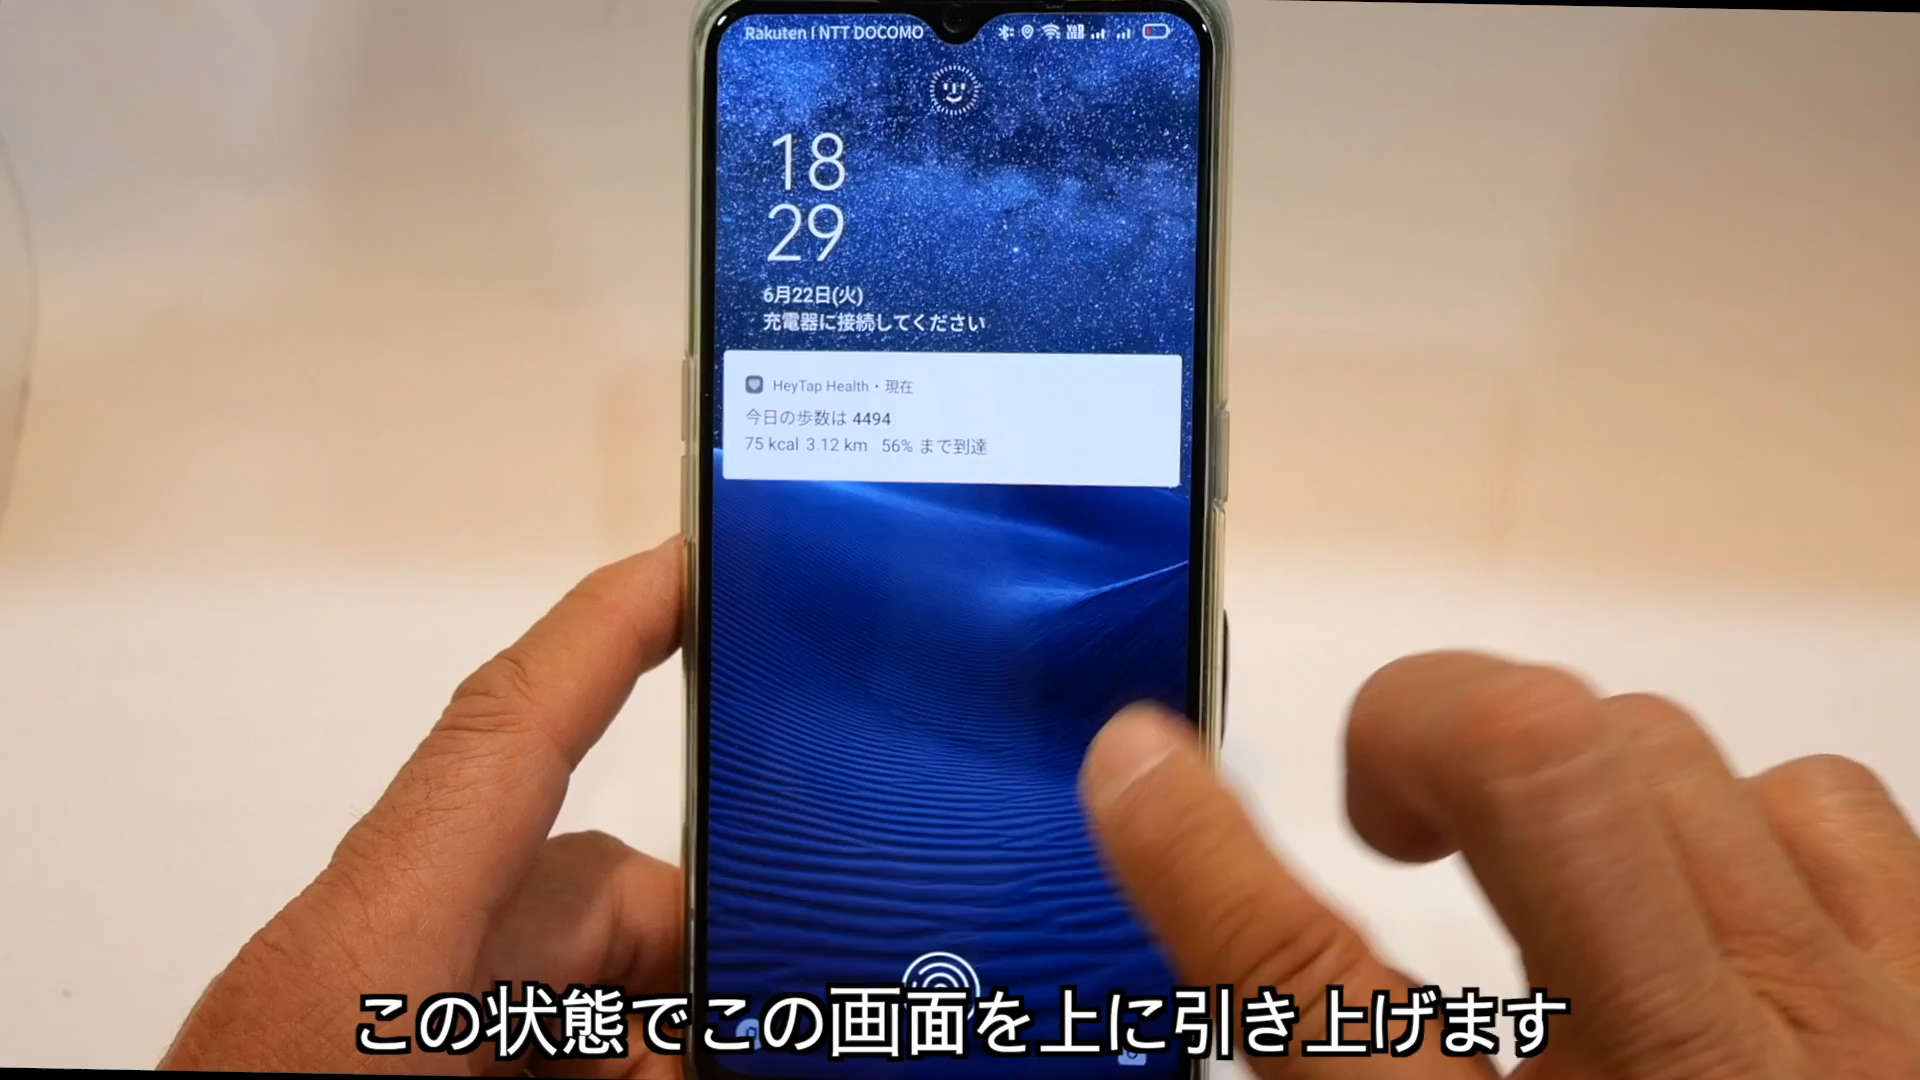 Rakuten | NTT DOCOMO
18
29
6月22日(火)
充電器に接続してください
HeyTap Health・現在
今日の歩数は 4494
75 kcal 3.12 km 56% まで到達
この状態でこの画面を上に引き上げます